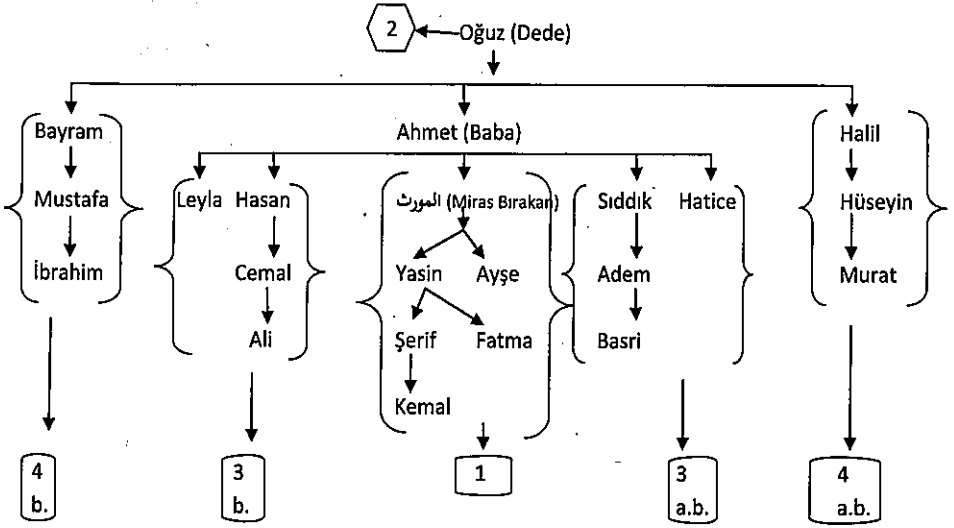 2
Oğuz (Dede)
Bayram
Ahmet (Baba)
Halil
Mustafa
Leyla Hasan
المورث (Miras Bırakan)
Sıddık Hatice
Hüseyin
İbrahim
Cemal
Yasin Ayşe
Adem
Murat
Ali
Şerif Fatma
Basri
Kemal
4
b.
3
b.
1
3
a.b.
4
a.b.